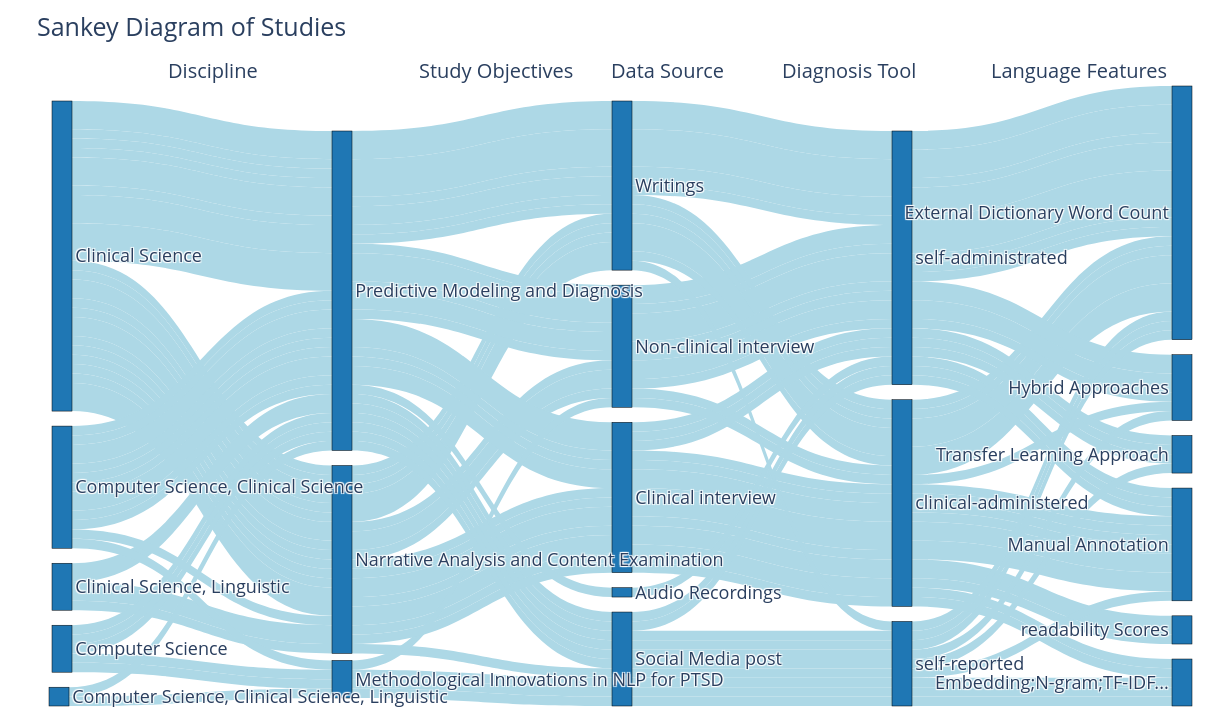 Sankey Diagram of Studies
Discipline
Study Objectives
Data Source
Diagnosis Tool
Language Features
Clinical Science
Computer Science, Clinical Science
Clinical Science, Linguistic
Computer Science
Computer Science, Clinical Science, Linguistic
Predictive Modeling and Diagnosis
Narrative Analysis and Content Examination
Methodological Innovations in NLP for PTSD
Writings
Non-clinical interview
Clinical interview
Audio Recordings
Social Media post
self-administrated
clinical-administered
self-reported
External Dictionary Word Count
Hybrid Approaches
Transfer Learning Approach
Manual Annotation
readability Scores
Embedding;N-gram;TF-IDF...